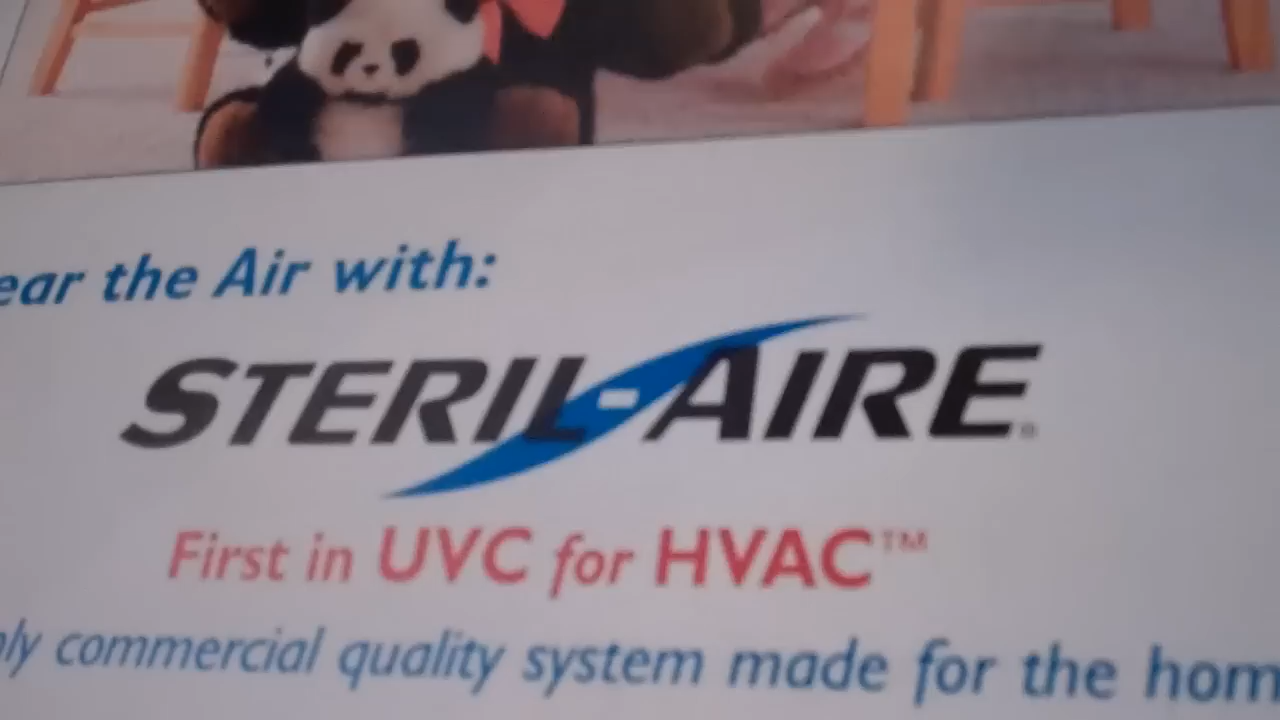 ear the Air with:
STERIL-AIRE®
First in UVC for HVAC™
ly commercial quality system made for the hom